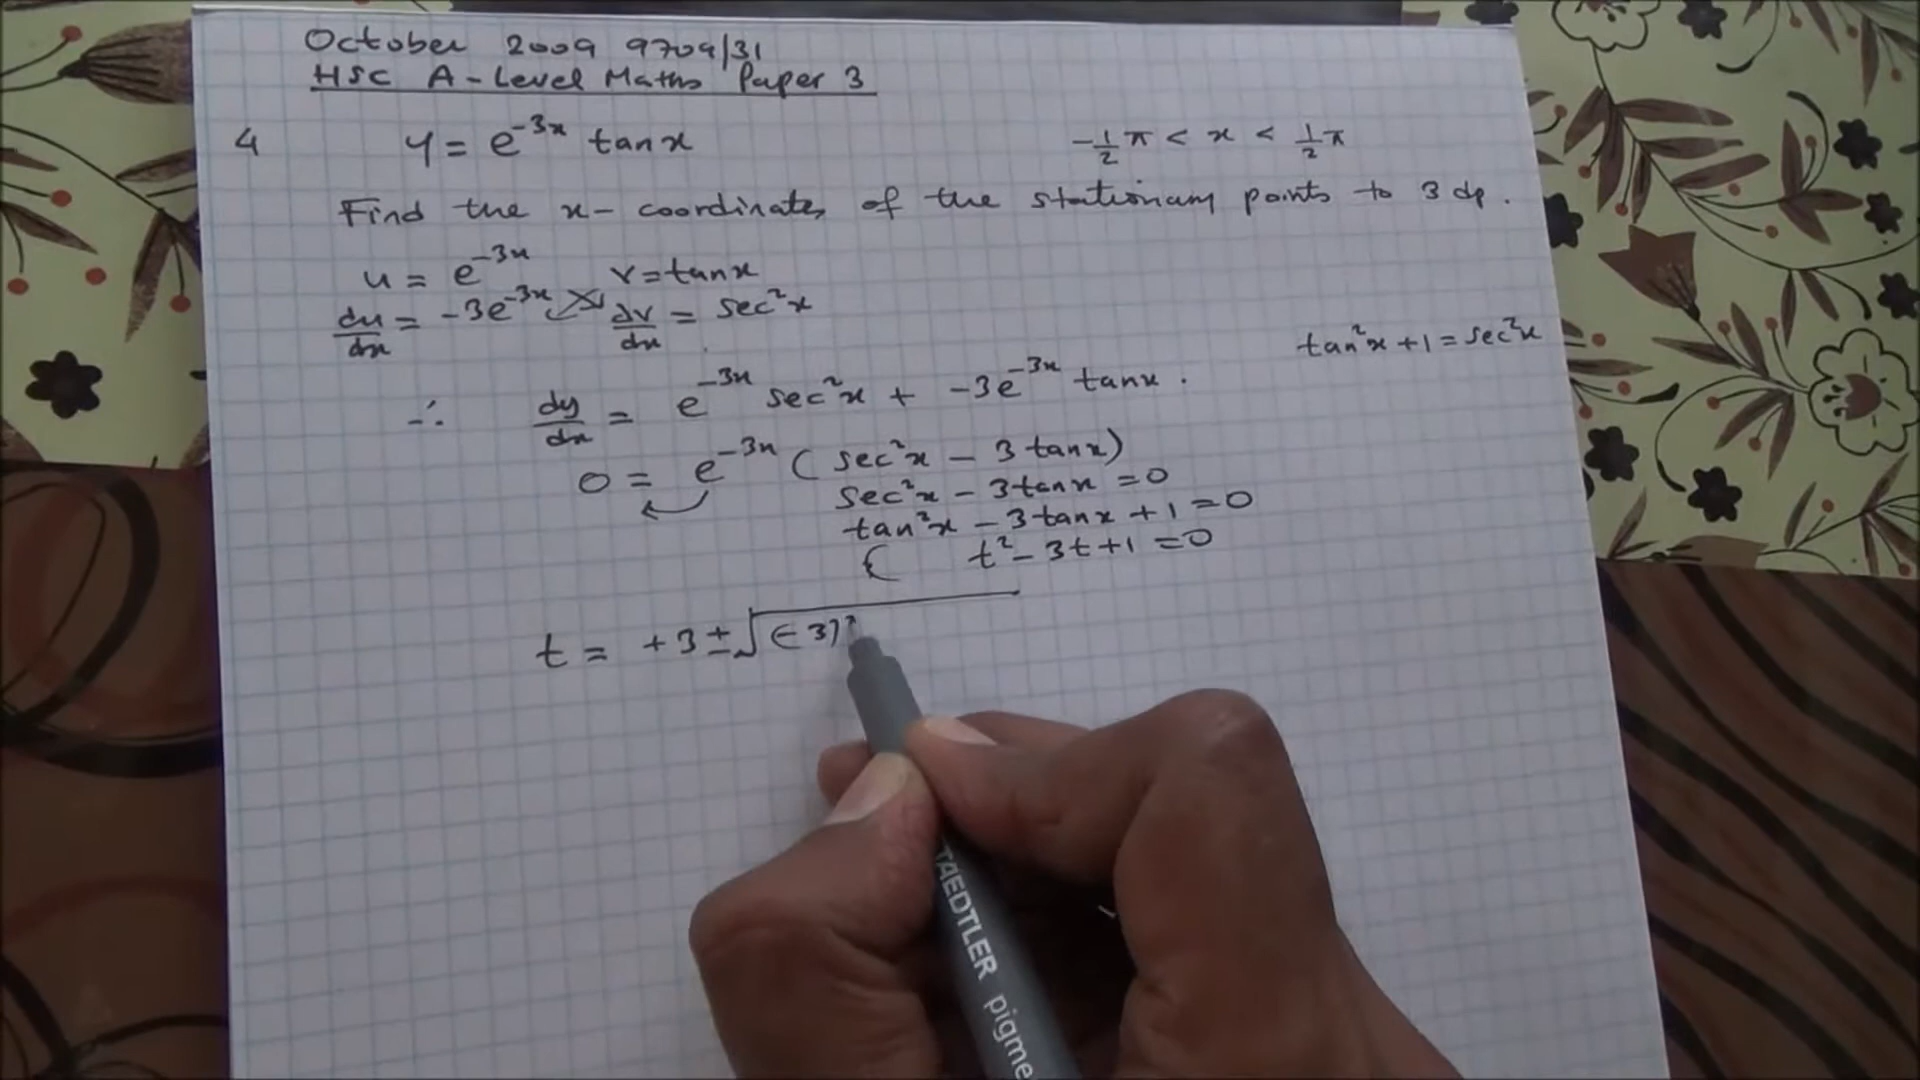 October 2009 9709/31
HSC A-Level Maths Paper 3
4 y = e^{-3x} tan x -1/2 π < x < 1/2 π
Find the x-coordinates of the stationary points to 3 dp.
u = e^{-3x} v = tan x
du/dx = -3e^{-3x} dv/dx = sec²x
tan²x + 1 = sec²x
∴ dy/dx = e^{-3x} sec²x + -3e^{-3x} tan x.
0 = e^{-3x} (sec²x - 3 tan x)
sec²x - 3 tan x = 0
tan²x - 3 tan x + 1 = 0
( t² - 3t + 1 = 0
t = +3 ± √(-3)²
STAEDTLER pigme